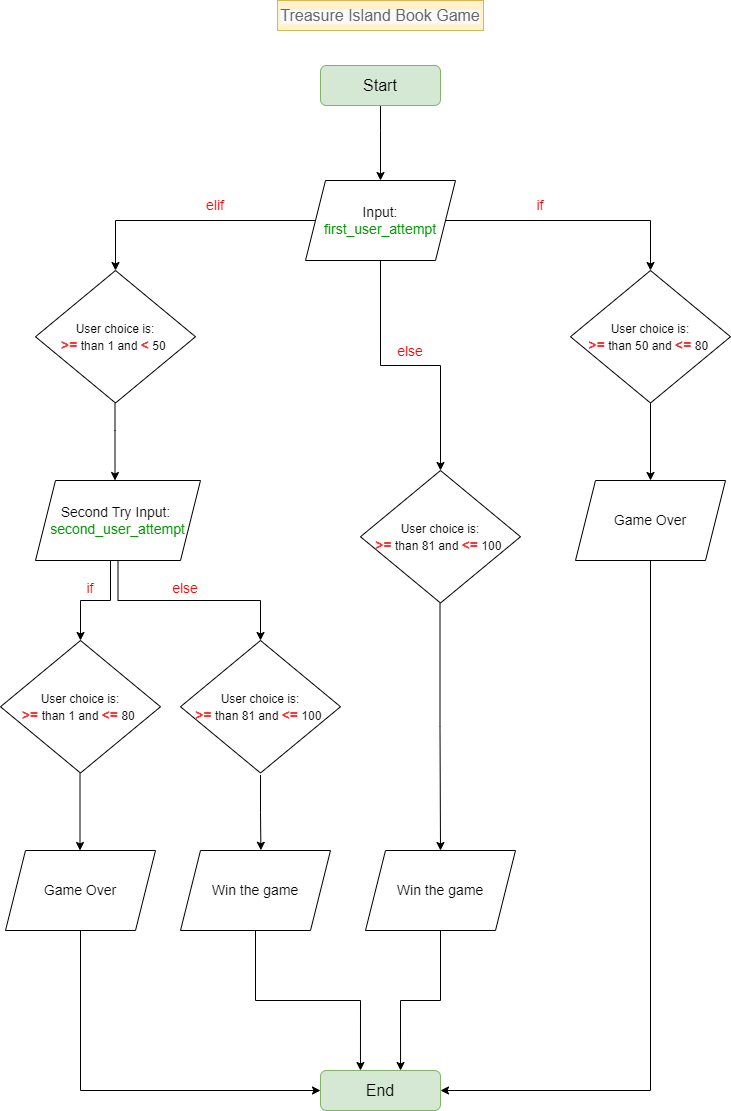 Treasure Island Book Game
Start
Input:
first_user_attempt
elif
if
else
User choice is:
>= than 1 and < 50
User choice is:
>= than 50 and <= 80
Second Try Input:
second_user_attempt
User choice is:
>= than 81 and <= 100
Game Over
if
else
User choice is:
>= than 1 and <= 80
User choice is:
>= than 81 and <= 100
Game Over
Win the game
Win the game
End